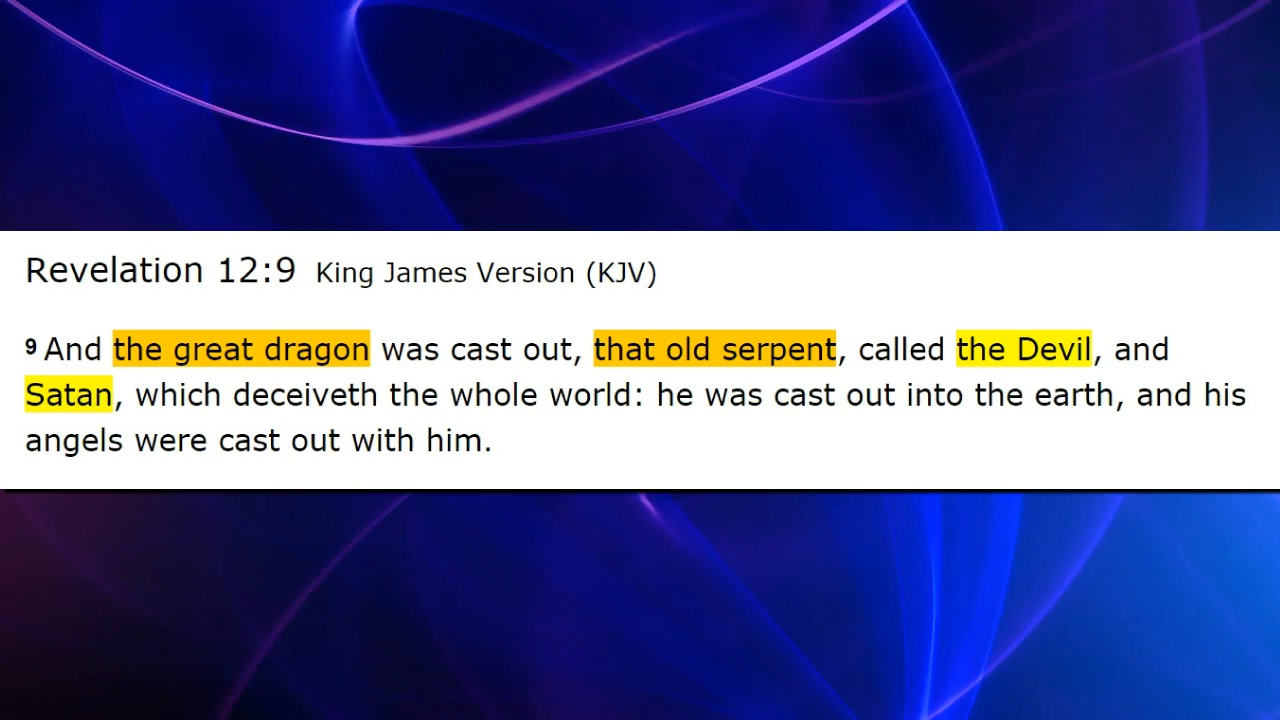 Revelation 12:9 King James Version (KJV)
9 And the great dragon was cast out, that old serpent, called the Devil, and
Satan, which deceiveth the whole world: he was cast out into the earth, and his
angels were cast out with him.